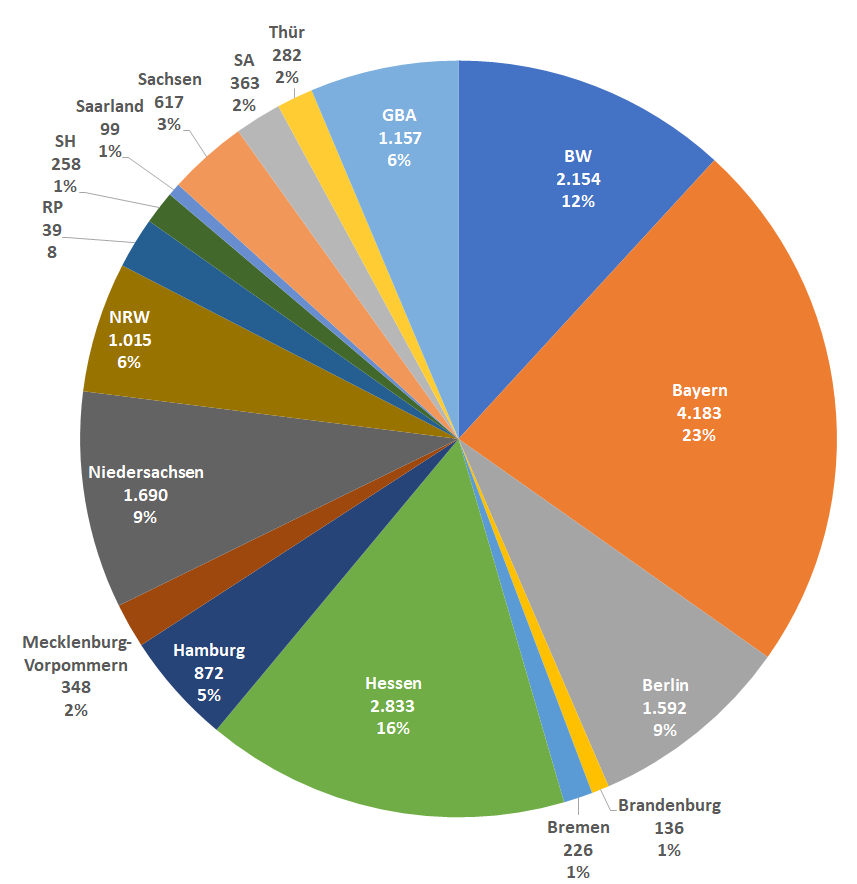 Thür
282
2%
SA
363
2%
Sachsen
617
3%
Saarland
99
1%
SH
258
1%
RP
39
8
GBA
1.157
6%
BW
2.154
12%
Bayern
4.183
23%
NRW
1.015
6%
Niedersachsen
1.690
9%
Mecklenburg-
Vorpommern
348
2%
Hamburg
872
5%
Hessen
2.833
16%
Berlin
1.592
9%
Brandenburg
136
1%
Bremen
226
1%